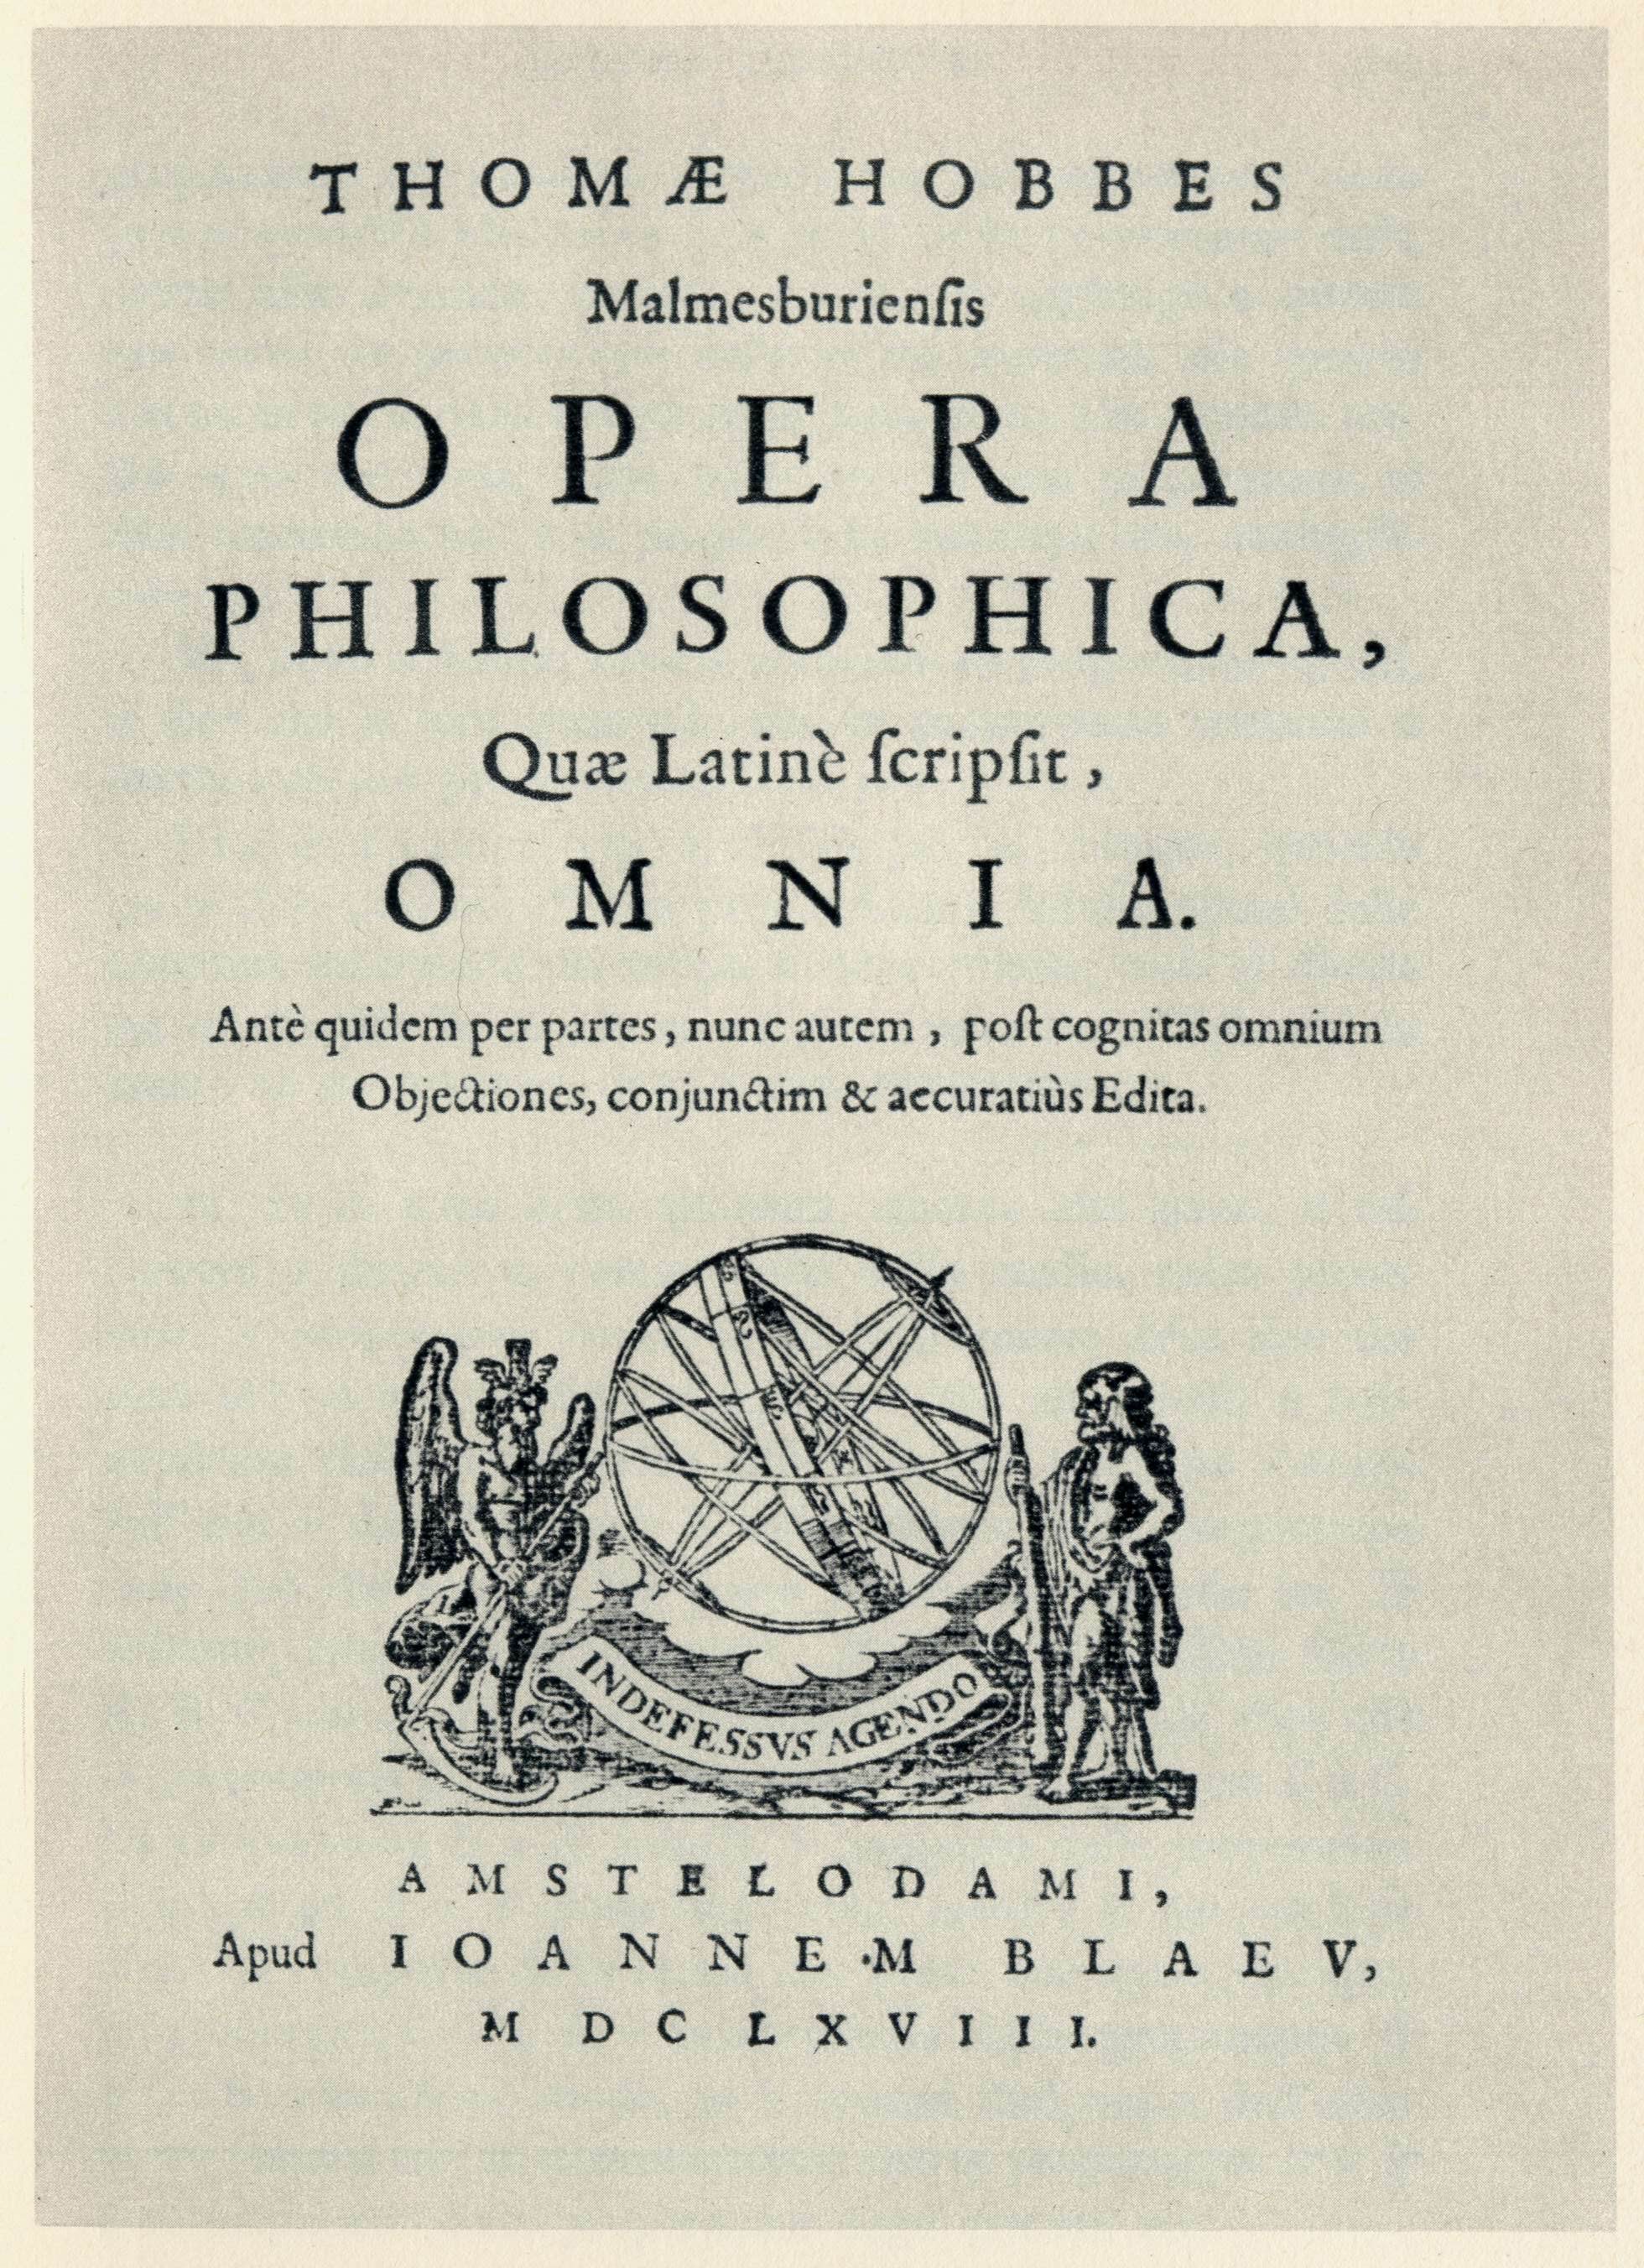 THOMÆ HOBBES
Malmesburienſis
OPERA
PHILOSOPHICA,
Quæ Latinè ſcripſit,
OMNIA.
Antè quidem per partes, nunc autem, poſt cognitas omnium
Objectiones, conjunctim & accuratiùs Edita.
INDEFESSVS AGENDO
AMSTELODAMI,
Apud IOANNEM BLAEV,
MDCLXVIII.